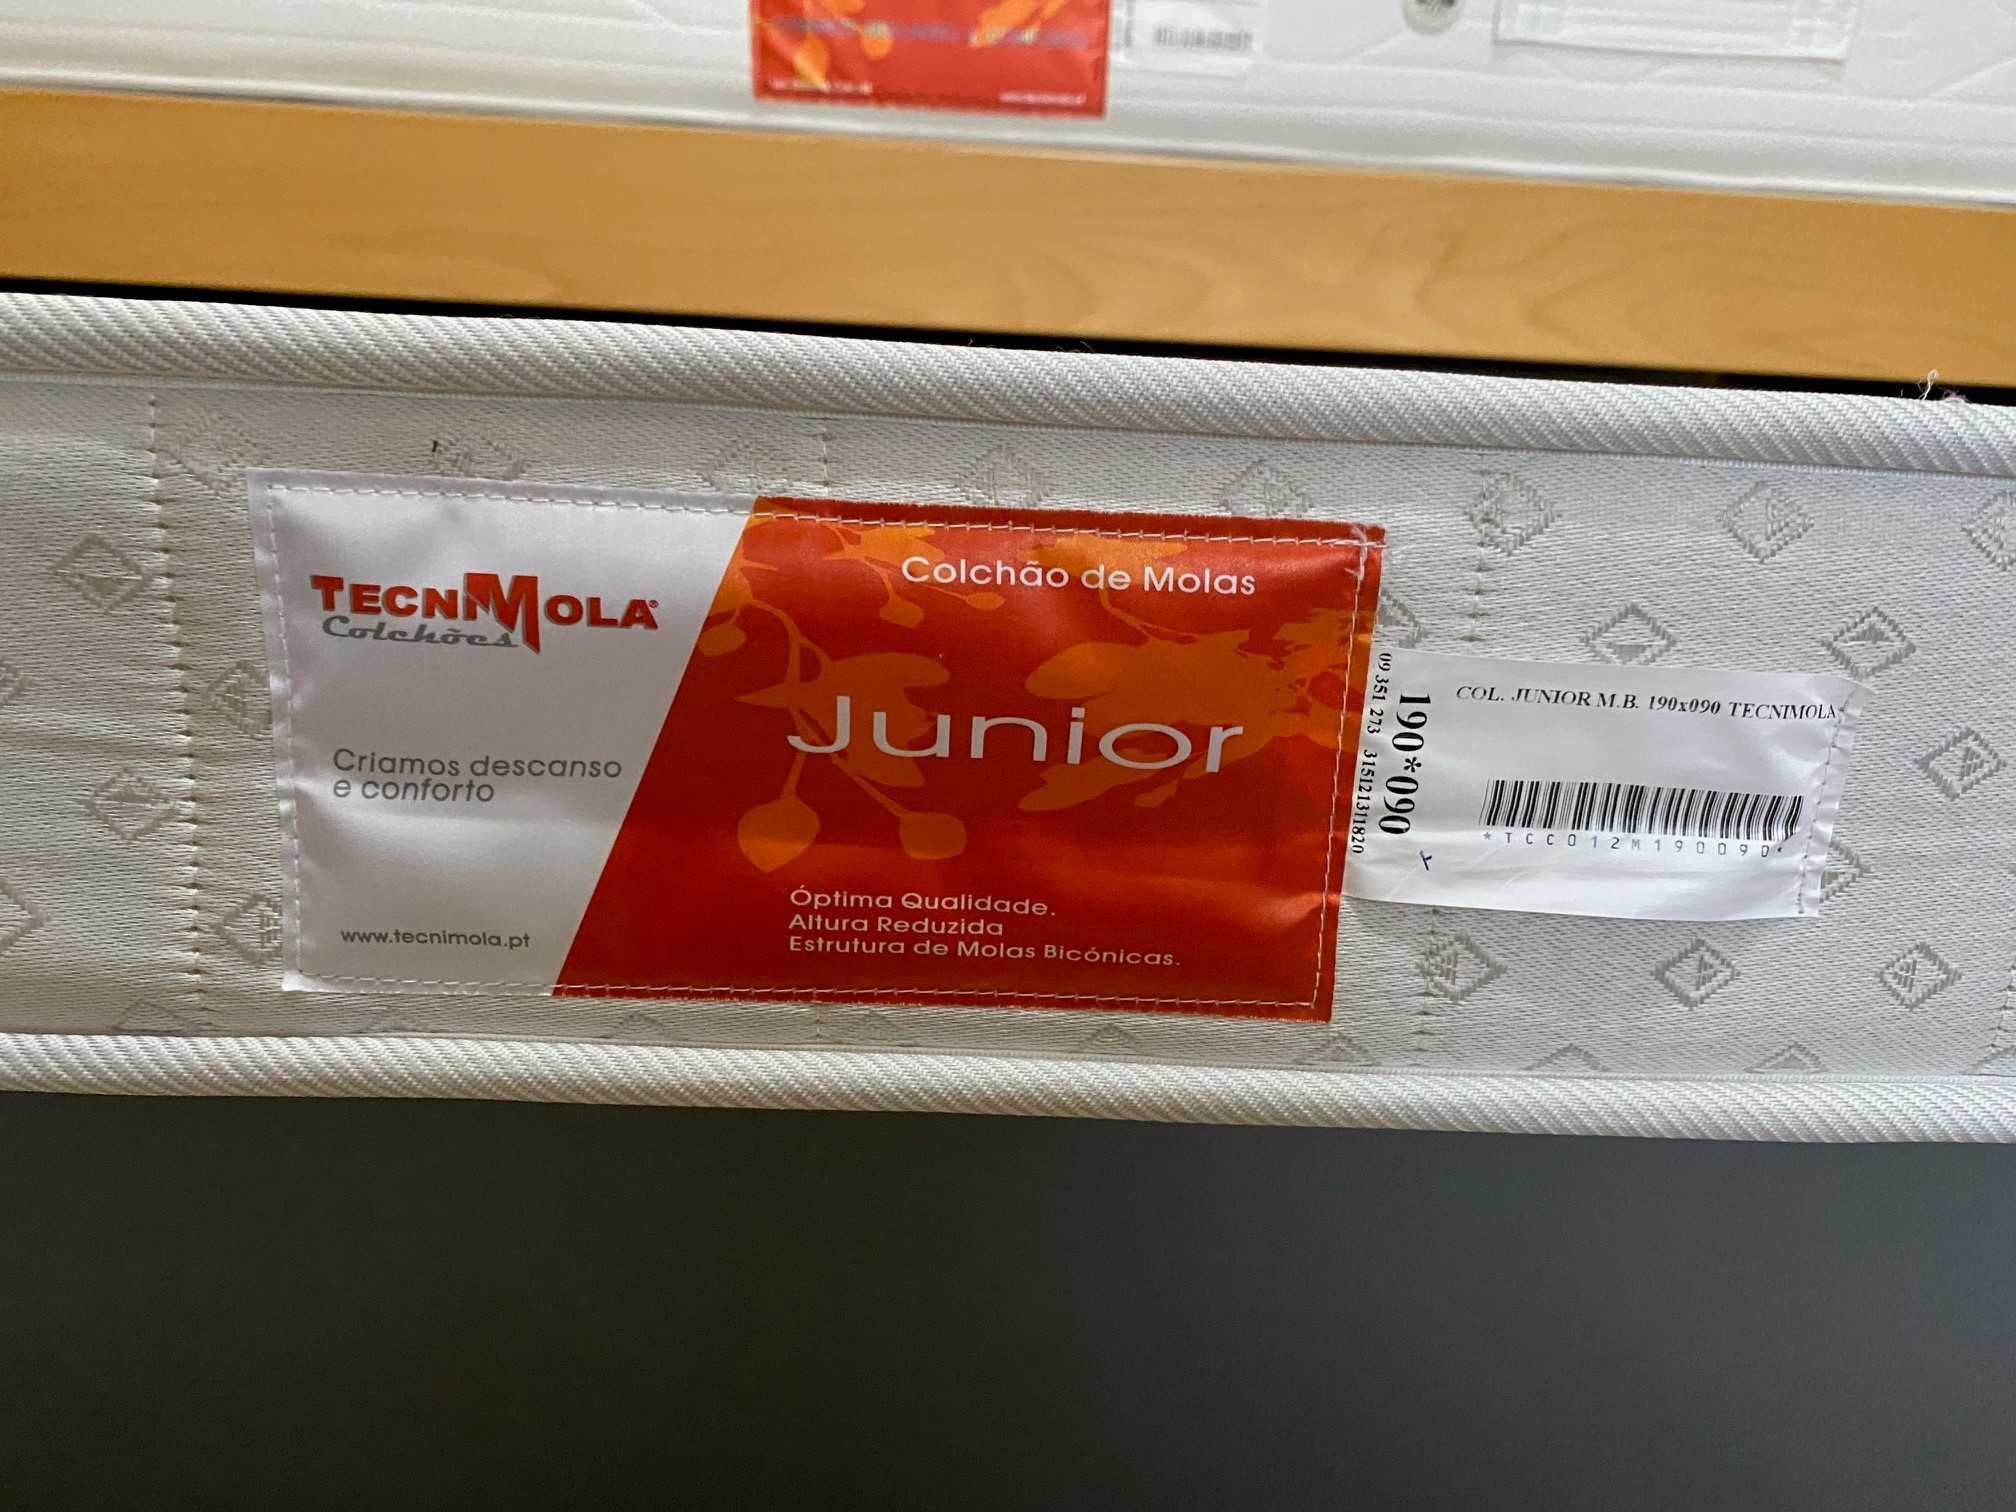 TECNIMOLA®
Colchões
Criamos descanso
e conforto
www.tecnimola.pt
Colchão de Molas
Junior
Óptima Qualidade.
Altura Reduzida
Estrutura de Molas Bicónicas.
190*090
09 351 273 315121311820
COL. JUNIOR M.B. 190x090 TECNIMOLA
*TCC012M190090*